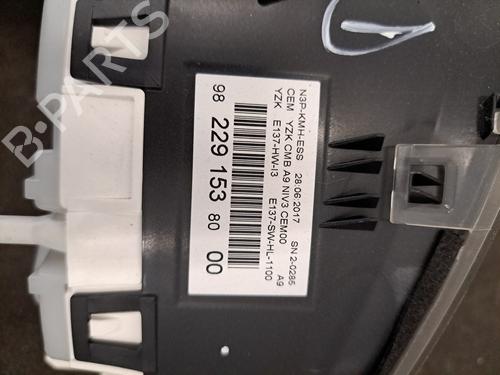 N3P-KMH-ESS 28.06.2017 SN 2-0285
CEM YZK CMB A9 NIV3 CEM00 A9
YZK E137-HW-I3 E137-SW-HL-1100
98 229 153 80 00
B-PARTS